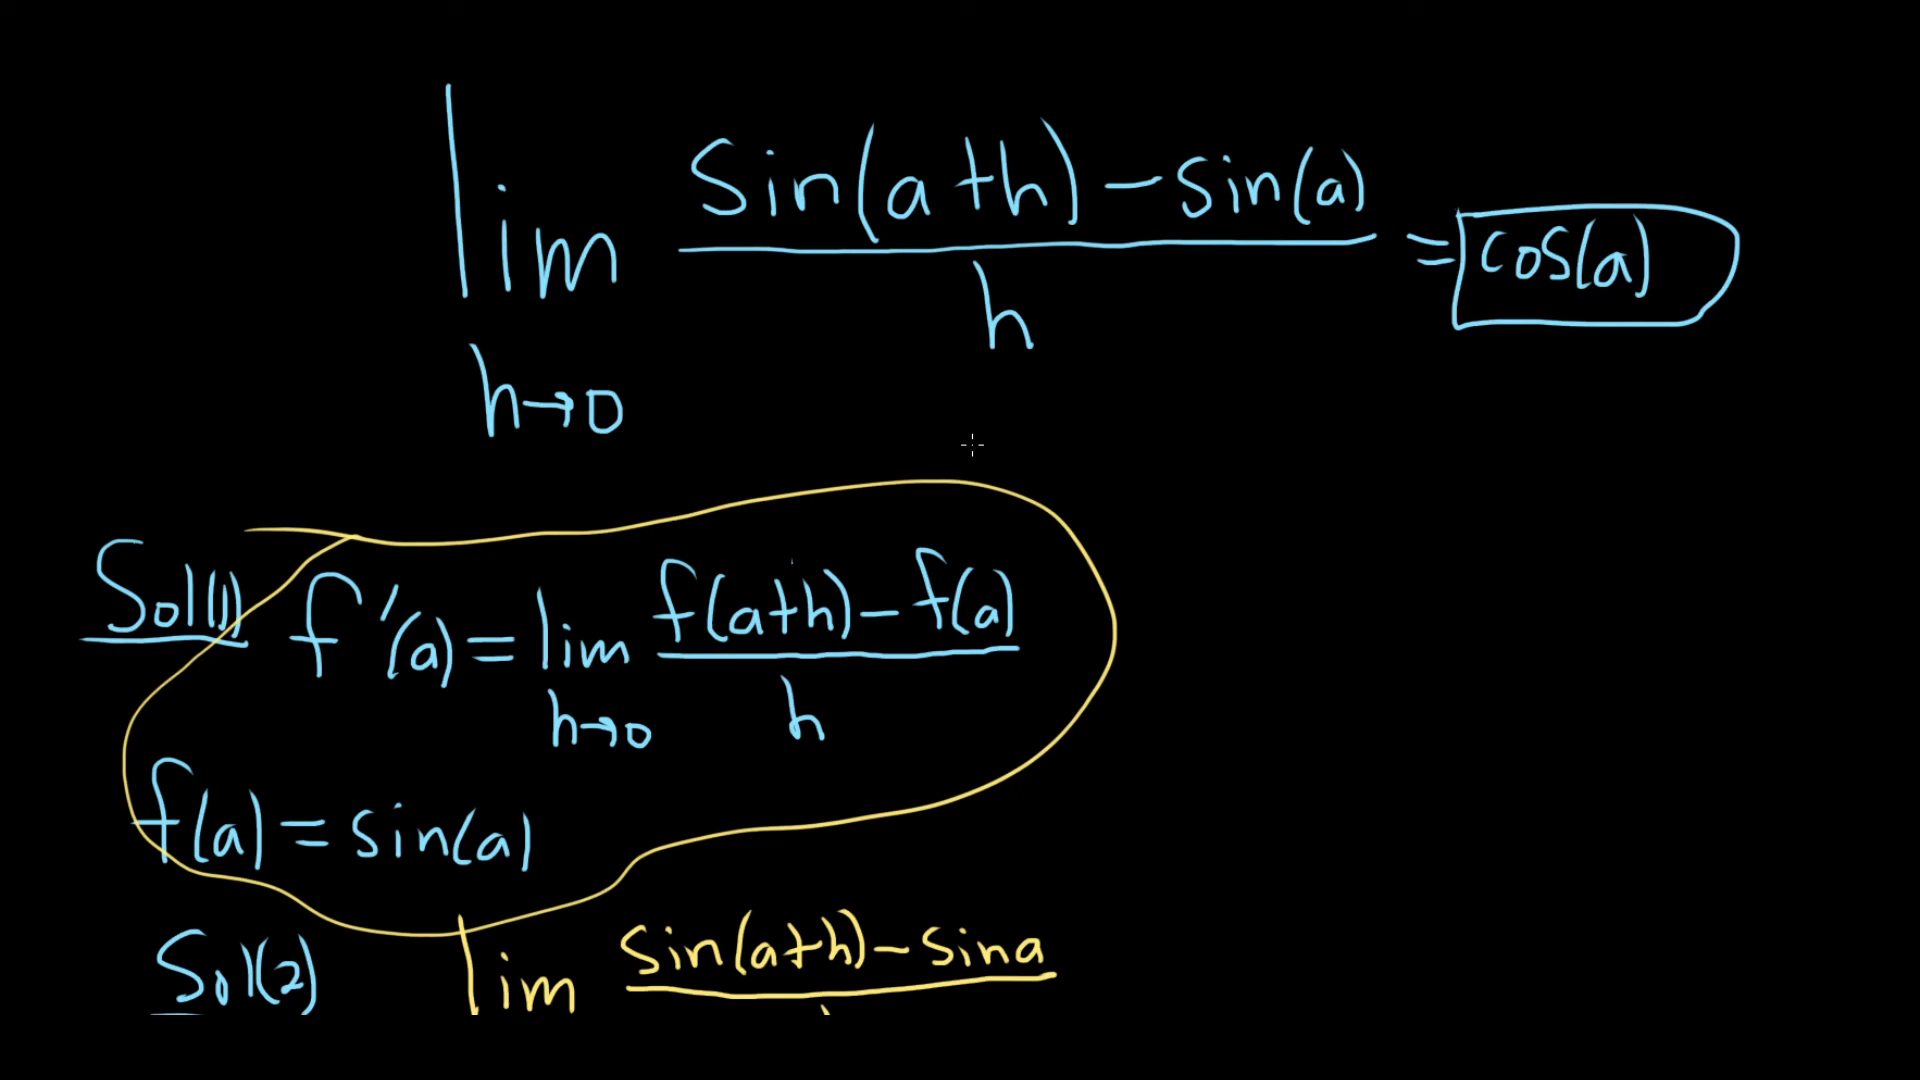 lim h→0 (sin(a+h) - sin(a)) / h = cos(a)
Sol(1) f'(a) = lim h→0 (f(a+h) - f(a)) / h
f(a) = sin(a)
Sol(2) lim sin(a+h) - sina